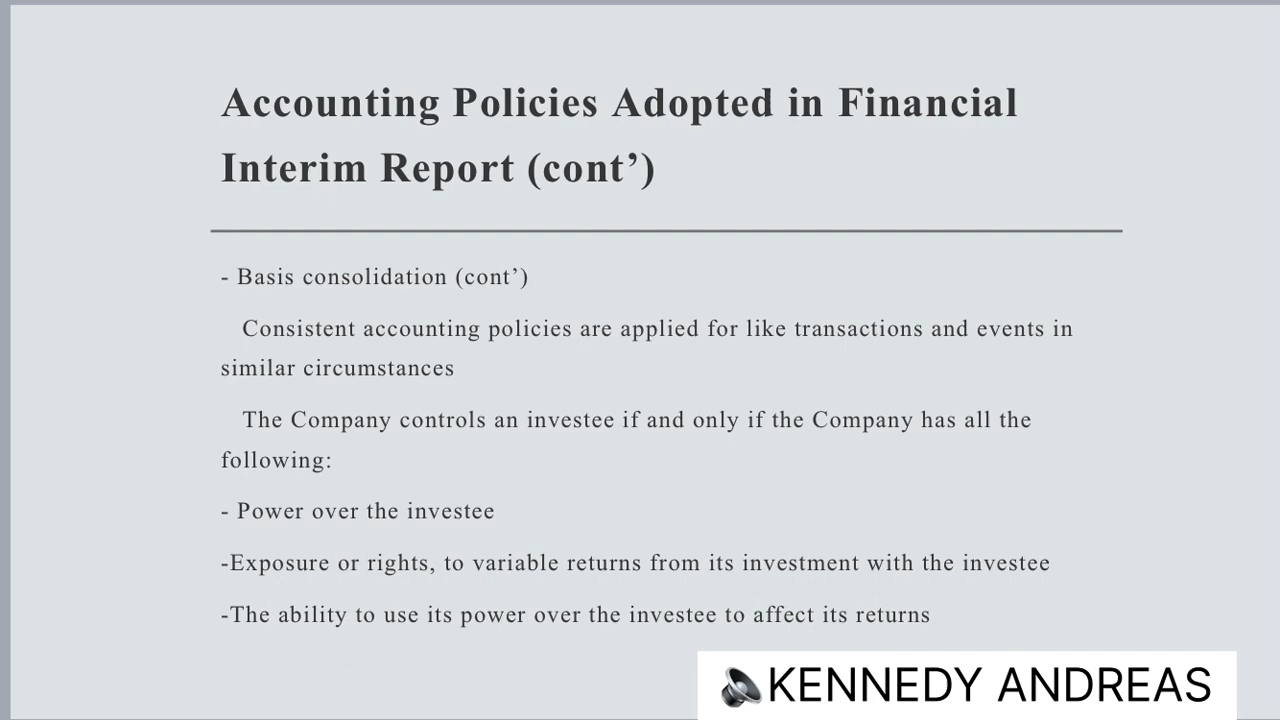 Accounting Policies Adopted in Financial
Interim Report (cont’)
- Basis consolidation (cont’)
Consistent accounting policies are applied for like transactions and events in
similar circumstances
The Company controls an investee if and only if the Company has all the
following:
- Power over the investee
-Exposure or rights, to variable returns from its investment with the investee
-The ability to use its power over the investee to affect its returns
KENNEDY ANDREAS